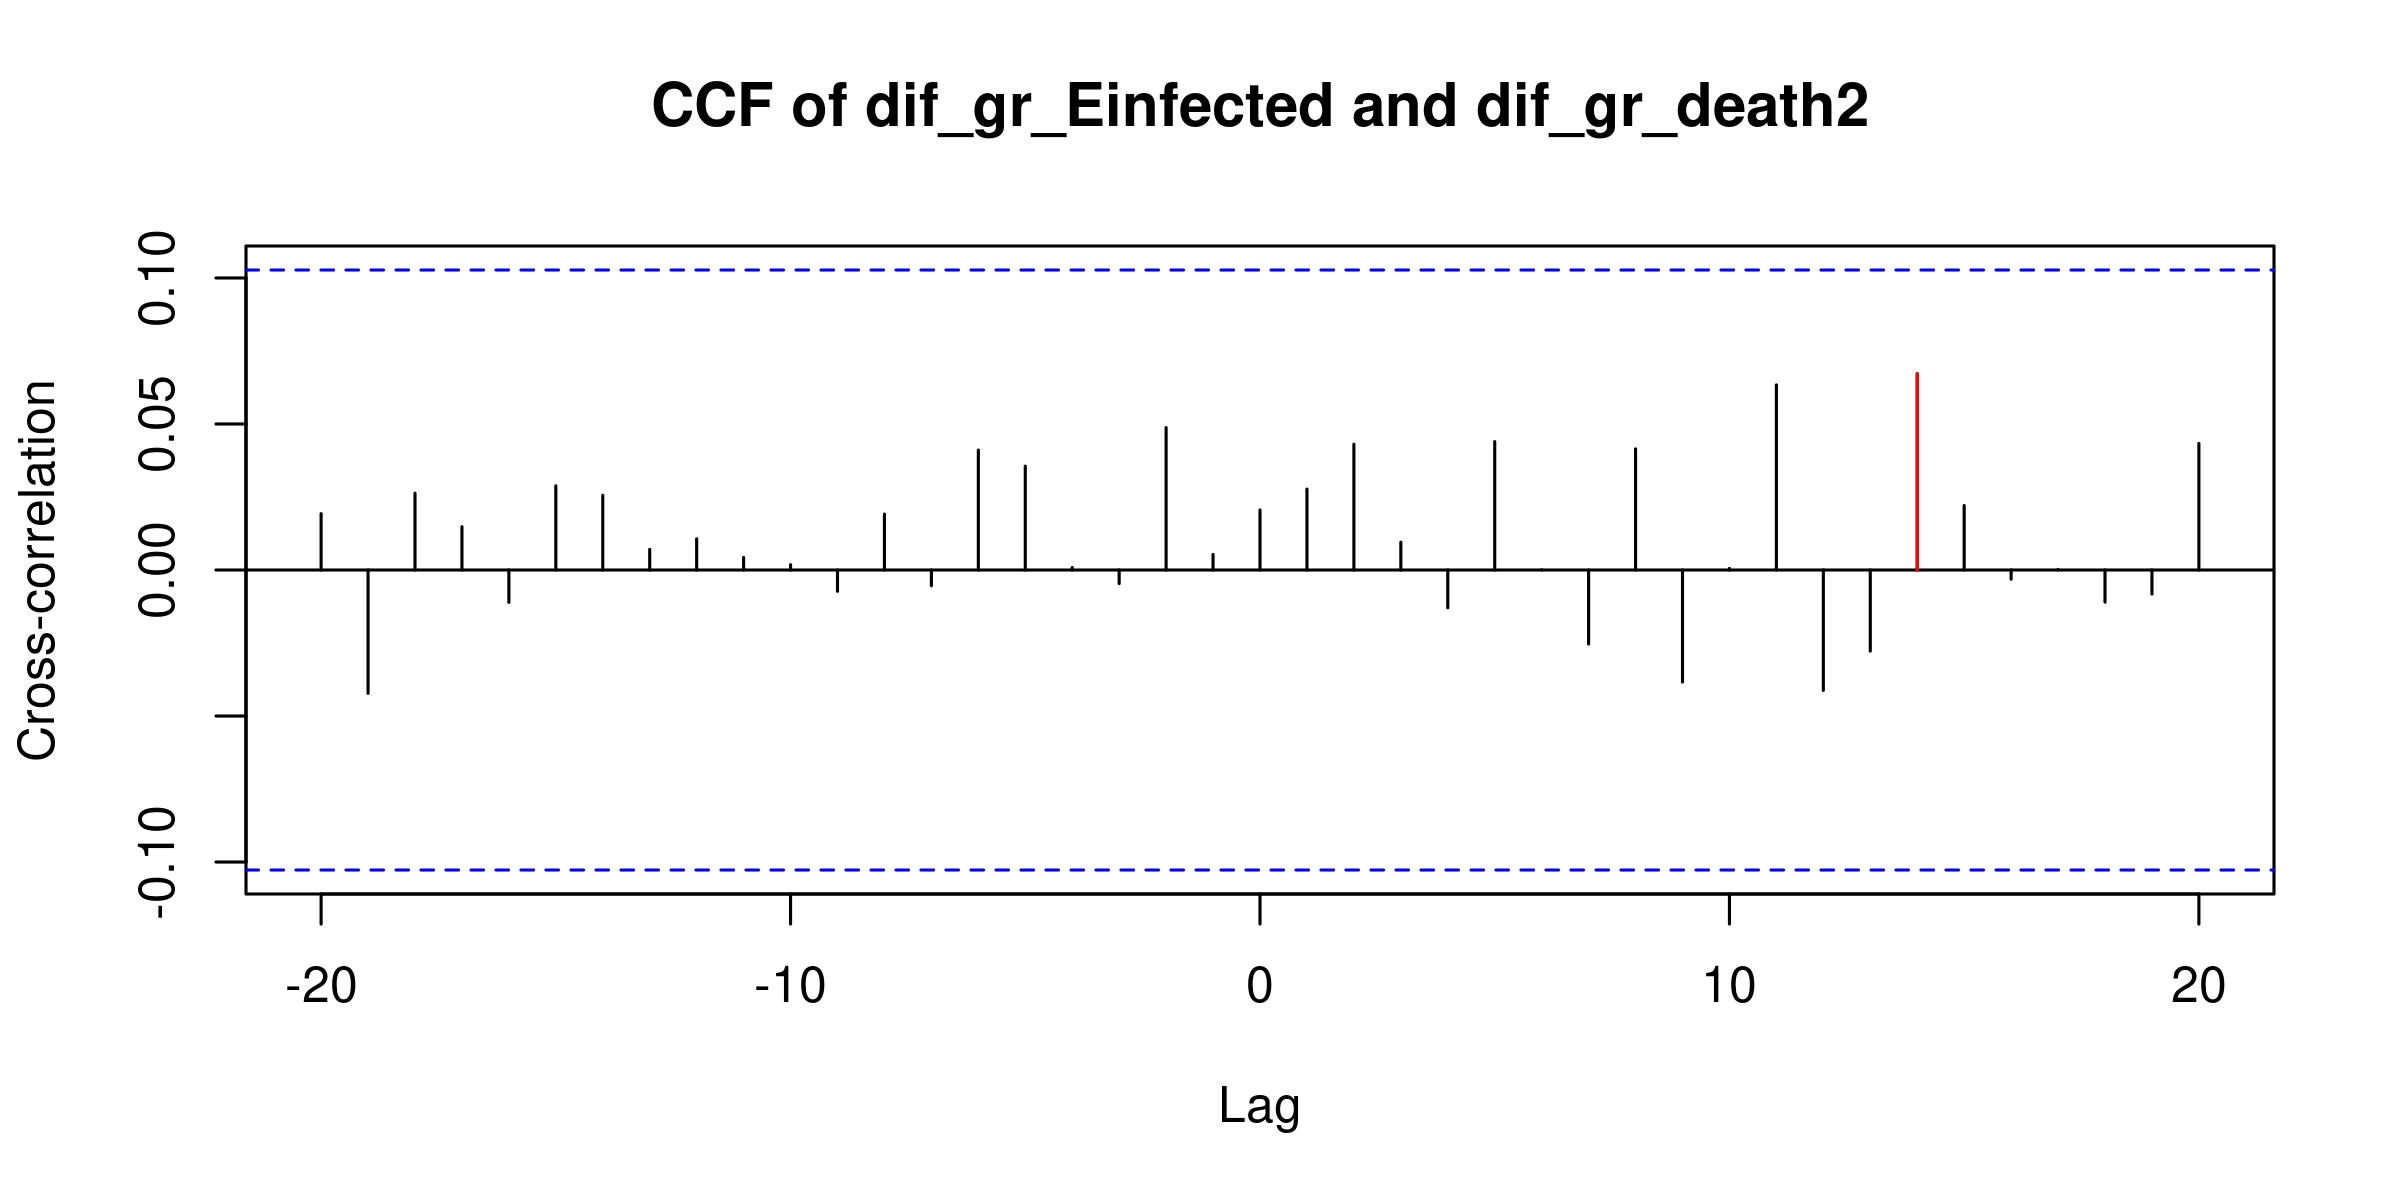 CCF of dif_gr_Einfected and dif_gr_death2
Cross-correlation
0.10
0.05
0.00
-0.10
-20 -10 0 10 20
Lag